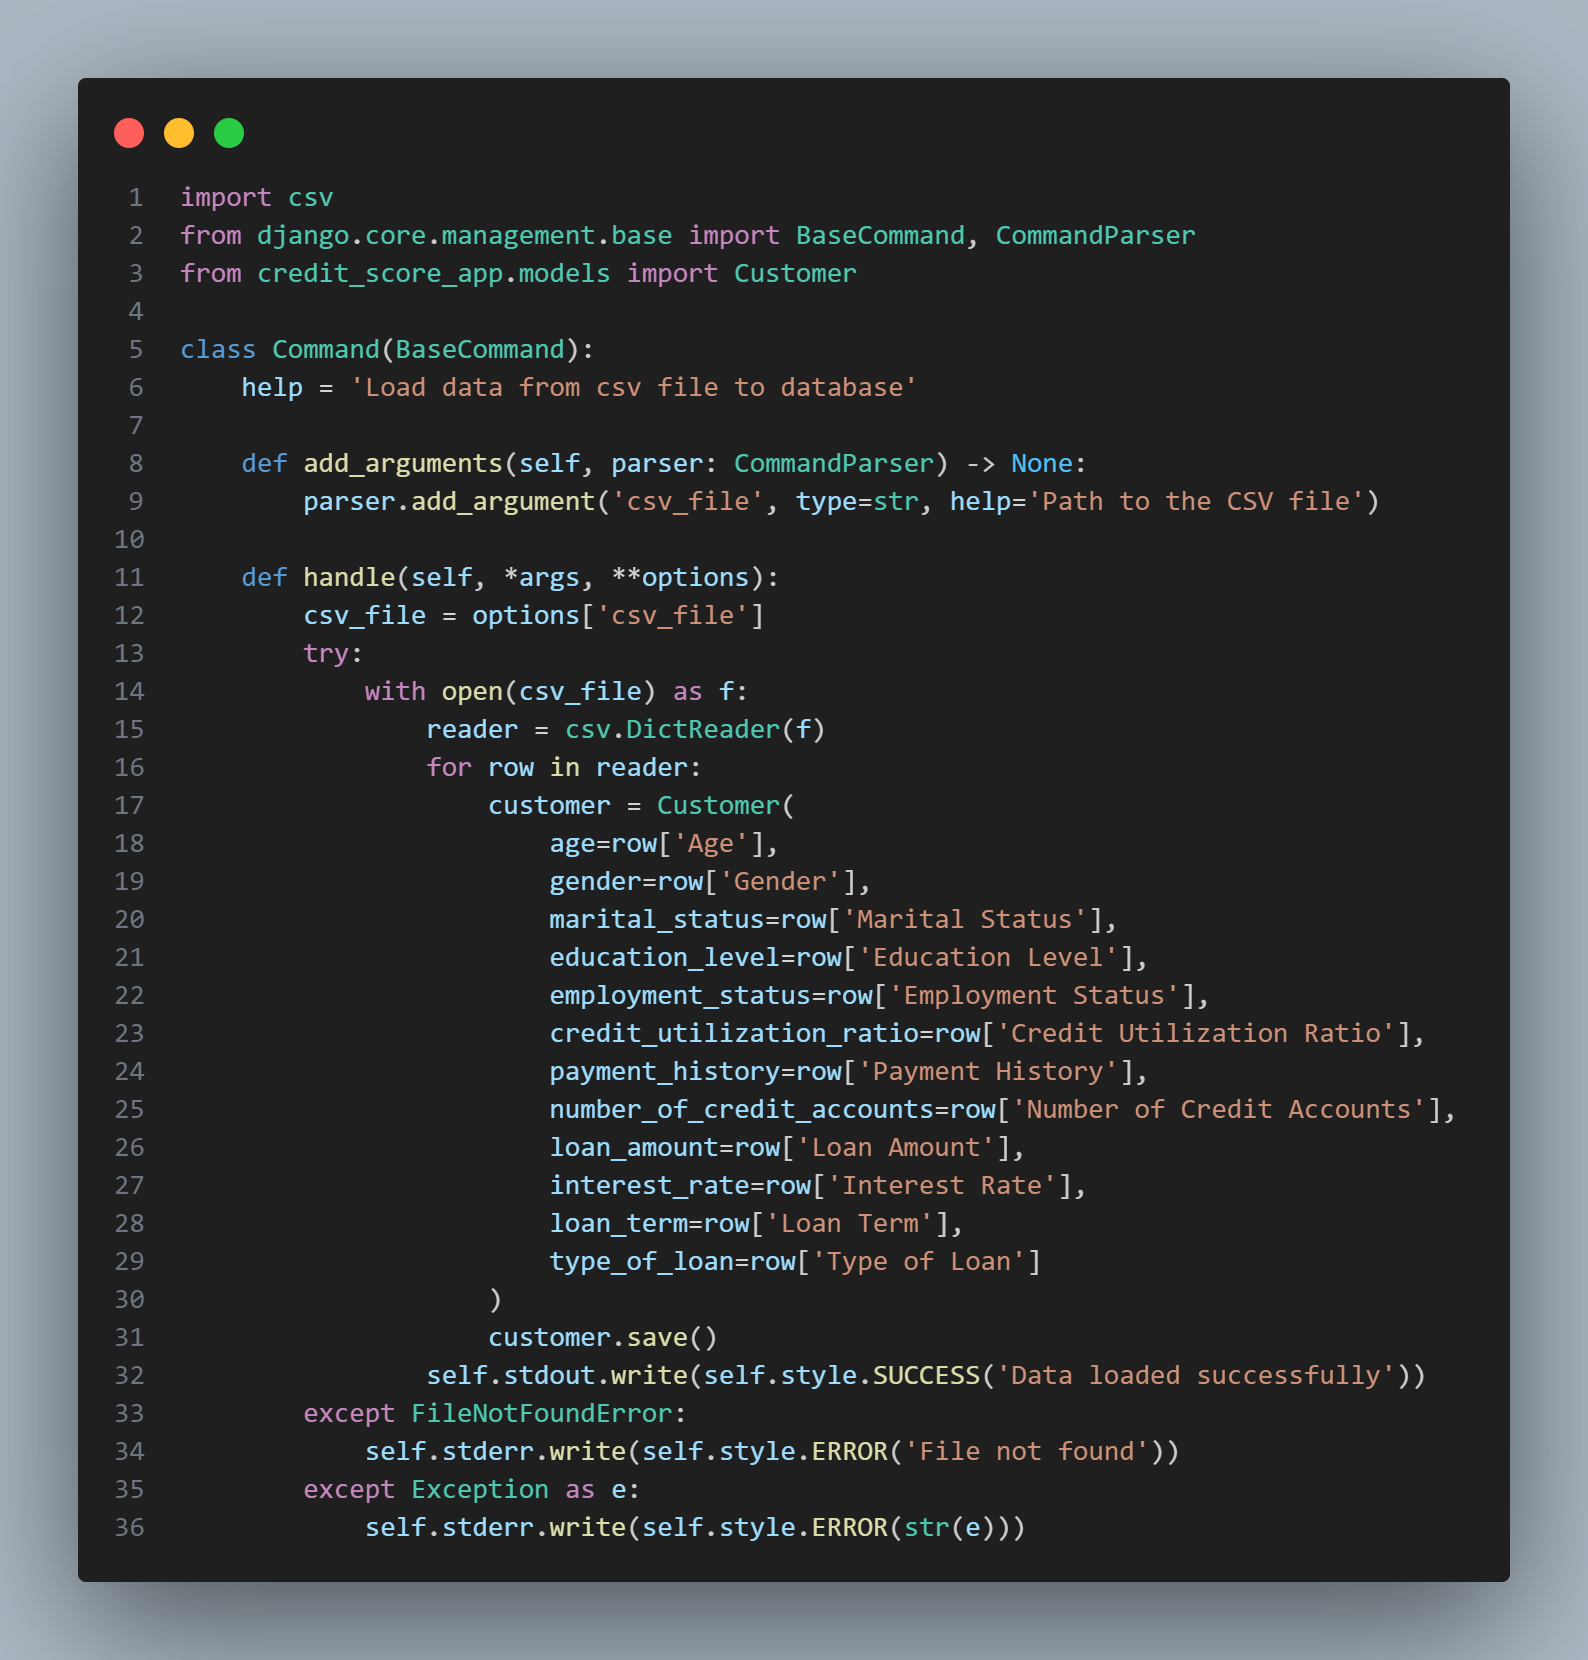 1 import csv
2 from django.core.management.base import BaseCommand, CommandParser
3 from credit_score_app.models import Customer
4
5 class Command(BaseCommand):
6     help = 'Load data from csv file to database'
7
8     def add_arguments(self, parser: CommandParser) -> None:
9         parser.add_argument('csv_file', type=str, help='Path to the CSV file')
10
11     def handle(self, *args, **options):
12         csv_file = options['csv_file']
13         try:
14             with open(csv_file) as f:
15                 reader = csv.DictReader(f)
16                 for row in reader:
17                     customer = Customer(
18                         age=row['Age'],
19                         gender=row['Gender'],
20                         marital_status=row['Marital Status'],
21                         education_level=row['Education Level'],
22                         employment_status=row['Employment Status'],
23                         credit_utilization_ratio=row['Credit Utilization Ratio'],
24                         payment_history=row['Payment History'],
25                         number_of_credit_accounts=row['Number of Credit Accounts'],
26                         loan_amount=row['Loan Amount'],
27                         interest_rate=row['Interest Rate'],
28                         loan_term=row['Loan Term'],
29                         type_of_loan=row['Type of Loan']
30                     )
31                     customer.save()
32                 self.stdout.write(self.style.SUCCESS('Data loaded successfully'))
33         except FileNotFoundError:
34             self.stderr.write(self.style.ERROR('File not found'))
35         except Exception as e:
36             self.stderr.write(self.style.ERROR(str(e)))